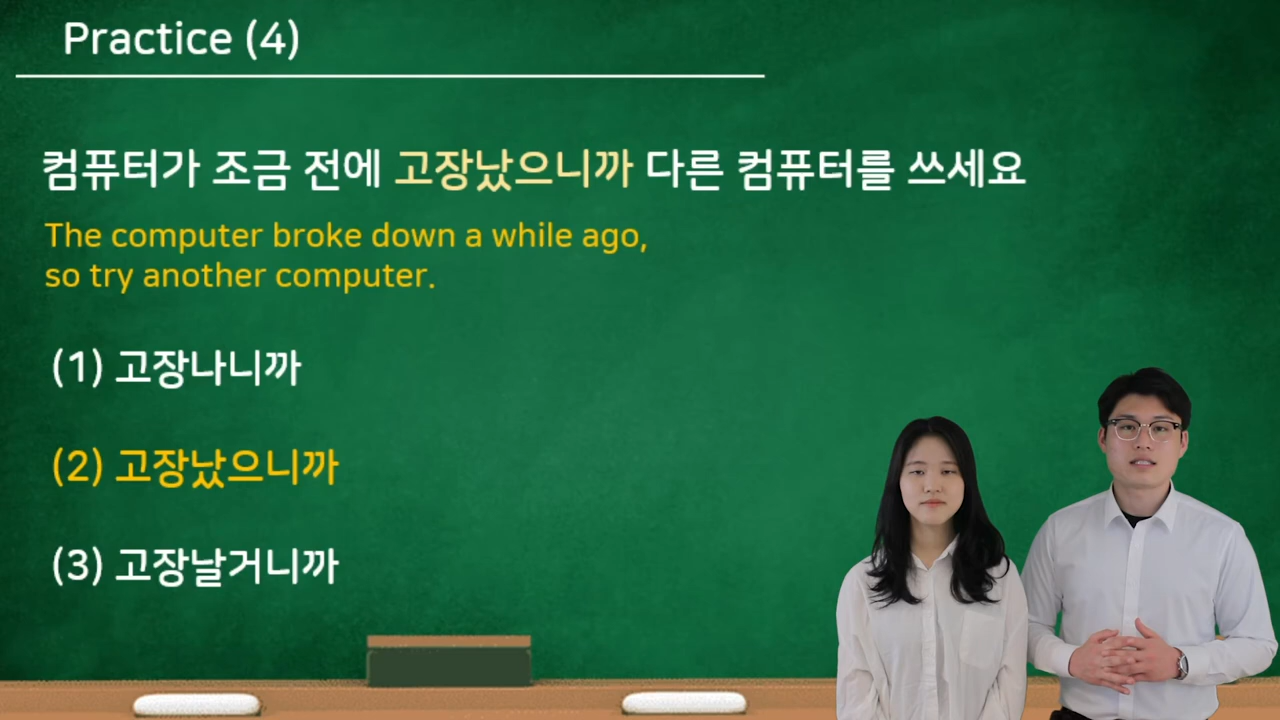 Practice (4)
컴퓨터가 조금 전에 고장났으니까 다른 컴퓨터를 쓰세요
The computer broke down a while ago,
so try another computer.
(1) 고장나니까
(2) 고장났으니까
(3) 고장날거니까